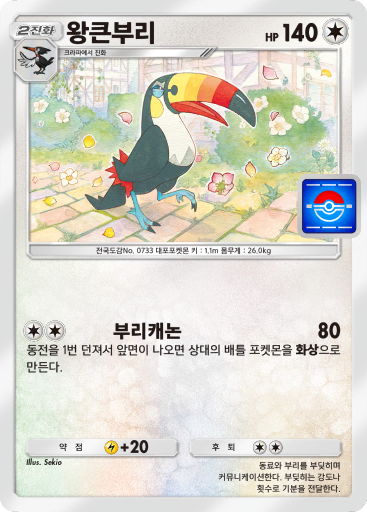 2진화
왕큰부리
HP 140
크라파에서 진화
전국도감No. 0733 대포포켓몬 키 : 1.1m 몸무게 : 26.0kg
부리캐논 80
동전을 1번 던져서 앞면이 나오면 상대의 배틀 포켓몬을 화상으로
만든다.
약 점 +20 후 퇴
Illus. Sekio
동료와 부리를 부딪히며
커뮤니케이션한다. 부딪히는 강도나
횟수로 기분을 전달한다.